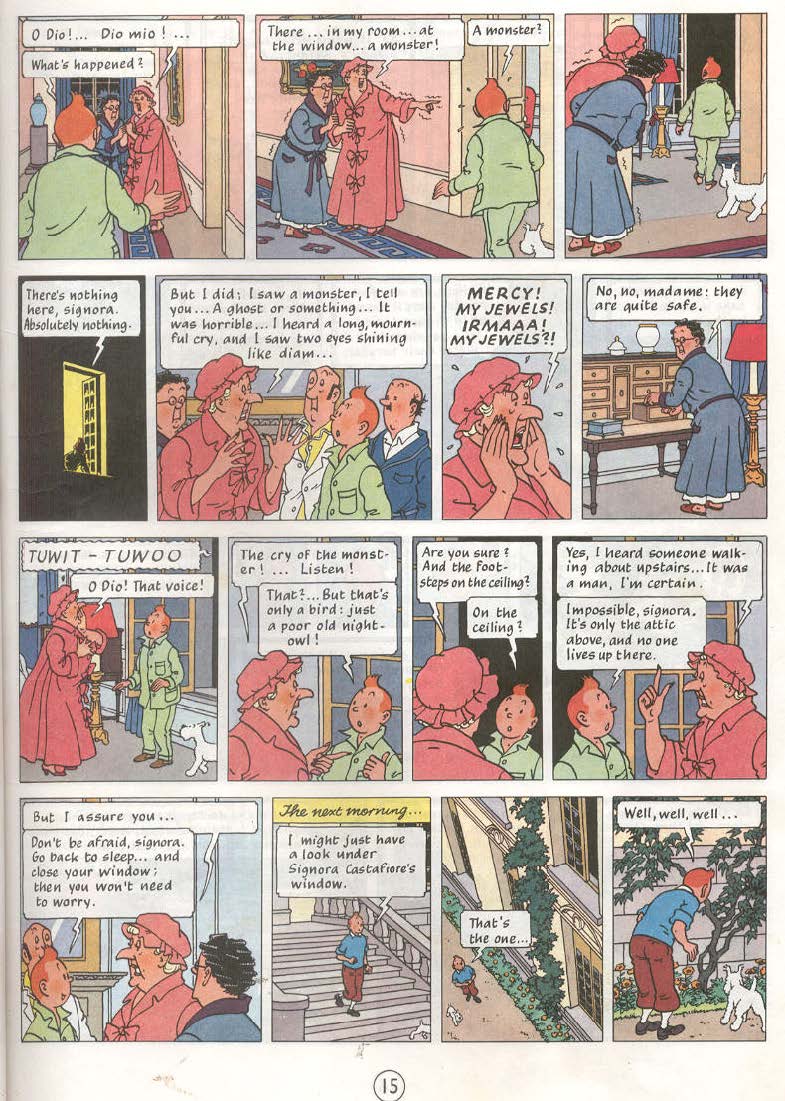 O Dio!... Dio mio! ...
What's happened?
There ... in my room ... at
the window... a monster!
A monster?
There's nothing
here, signora.
Absolutely nothing.
But I did; I saw a monster, I tell
you... A ghost or something... It
was horrible... I heard a long, mourn-
ful cry, and I saw two eyes shining
like diam...
MERCY!
MY JEWELS!
IRMAAA!
MY JEWELS?!
No, no, madame: they
are quite safe.
TUWIT - TUWOO
O Dio! That voice!
The cry of the monst-
er! ... Listen!
That?... But that's
only a bird: just
a poor old night-
owl!
Are you sure?
And the foot-
steps on the ceiling?
On the
ceiling?
Yes, I heard someone walk-
ing about upstairs... It was
a man, I'm certain.
Impossible, signora.
It's only the attic
above, and no one
lives up there.
But I assure you ...
Don't be afraid, signora.
Go back to sleep... and
close your window;
then you won't need
to worry.
The next morning...
I might just have
a look under
Signora Castafiore's
window.
That's
the one...
Well, well, well ...
15